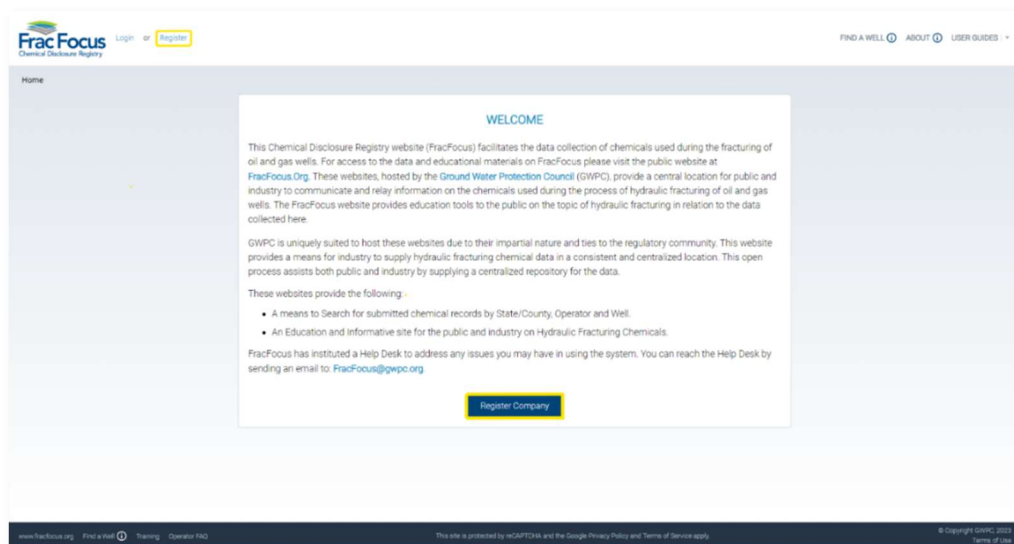 Frac Focus
Chemical Disclosure Registry
Login or Register
FIND A WELL ABOUT USER GUIDES
Home
WELCOME
This Chemical Disclosure Registry website (FracFocus) facilitates the data collection of chemicals used during the fracturing of
oil and gas wells. For access to the data and educational materials on FracFocus please visit the public website at
FracFocus.Org. These websites, hosted by the Ground Water Protection Council (GWPC), provide a central location for public and
industry to communicate and relay information on the chemicals used during the process of hydraulic fracturing of oil and gas
wells. The FracFocus website provides education tools to the public on the topic of hydraulic fracturing in relation to the data
collected here.
GWPC is uniquely suited to host these websites due to their impartial nature and ties to the regulatory community. This website
provides a means for industry to supply hydraulic fracturing chemical data in a consistent and centralized location. This open
process assists both public and industry by supplying a centralized repository for the data.
These websites provide the following:
• A means to Search for submitted chemical records by State/County, Operator and Well.
• An Education and Informative site for the public and industry on Hydraulic Fracturing Chemicals.
FracFocus has instituted a Help Desk to address any issues you may have in using the system. You can reach the Help Desk by
sending an email to: FracFocus@gwpc.org
Register Company
www.fracfocus.org Find a Well Training Operator FAQ
This site is protected by reCAPTCHA and the Google Privacy Policy and Terms of Service apply.
© Copyright GWPC, 2023
Terms of Use